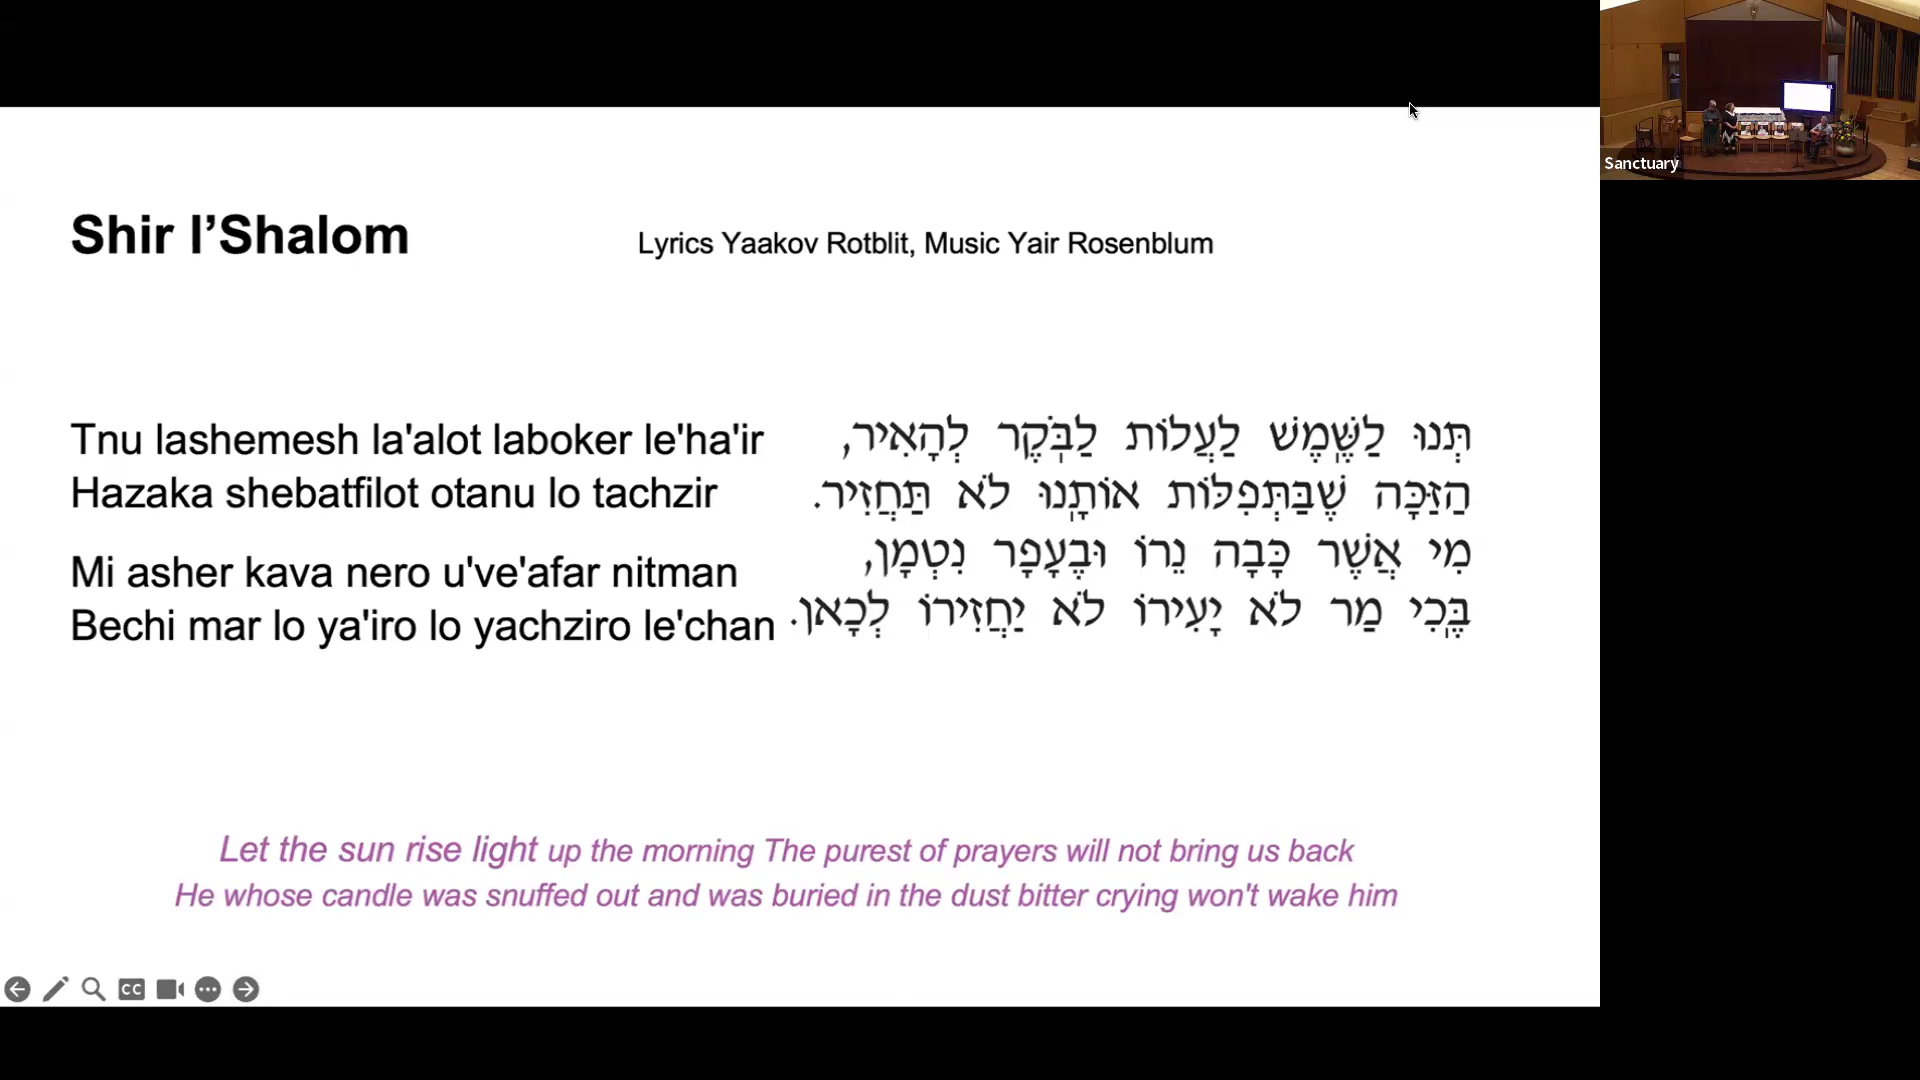 Sanctuary
Shir l’Shalom
Lyrics Yaakov Rotblit, Music Yair Rosenblum
Tnu lashemesh la'alot laboker le'ha'ir
Hazaka shebatfilot otanu lo tachzir
Mi asher kava nero u've'afar nitman
Bechi mar lo ya'iro lo yachziro le'chan
תְּנוּ לַשֶּֽׁמֶשׁ לַעֲלוֹת לַבֹּֽקֶר לְהָאִיר,
הַזַּכָּה שֶׁבַּתְּפִלּוֹת אוֹתָֽנוּ לֹא תַּחֲזִיר.
מִי אֲשֶׁר כָּבָה נֵרוֹ וּבֶעָפָר נִטְמָן,
בֶּֽכִי מַר לֹא יָעִירוֹ לֹא יַחֲזִירוֹ לְכָאן.
Let the sun rise light up the morning The purest of prayers will not bring us back
He whose candle was snuffed out and was buried in the dust bitter crying won't wake him
CC